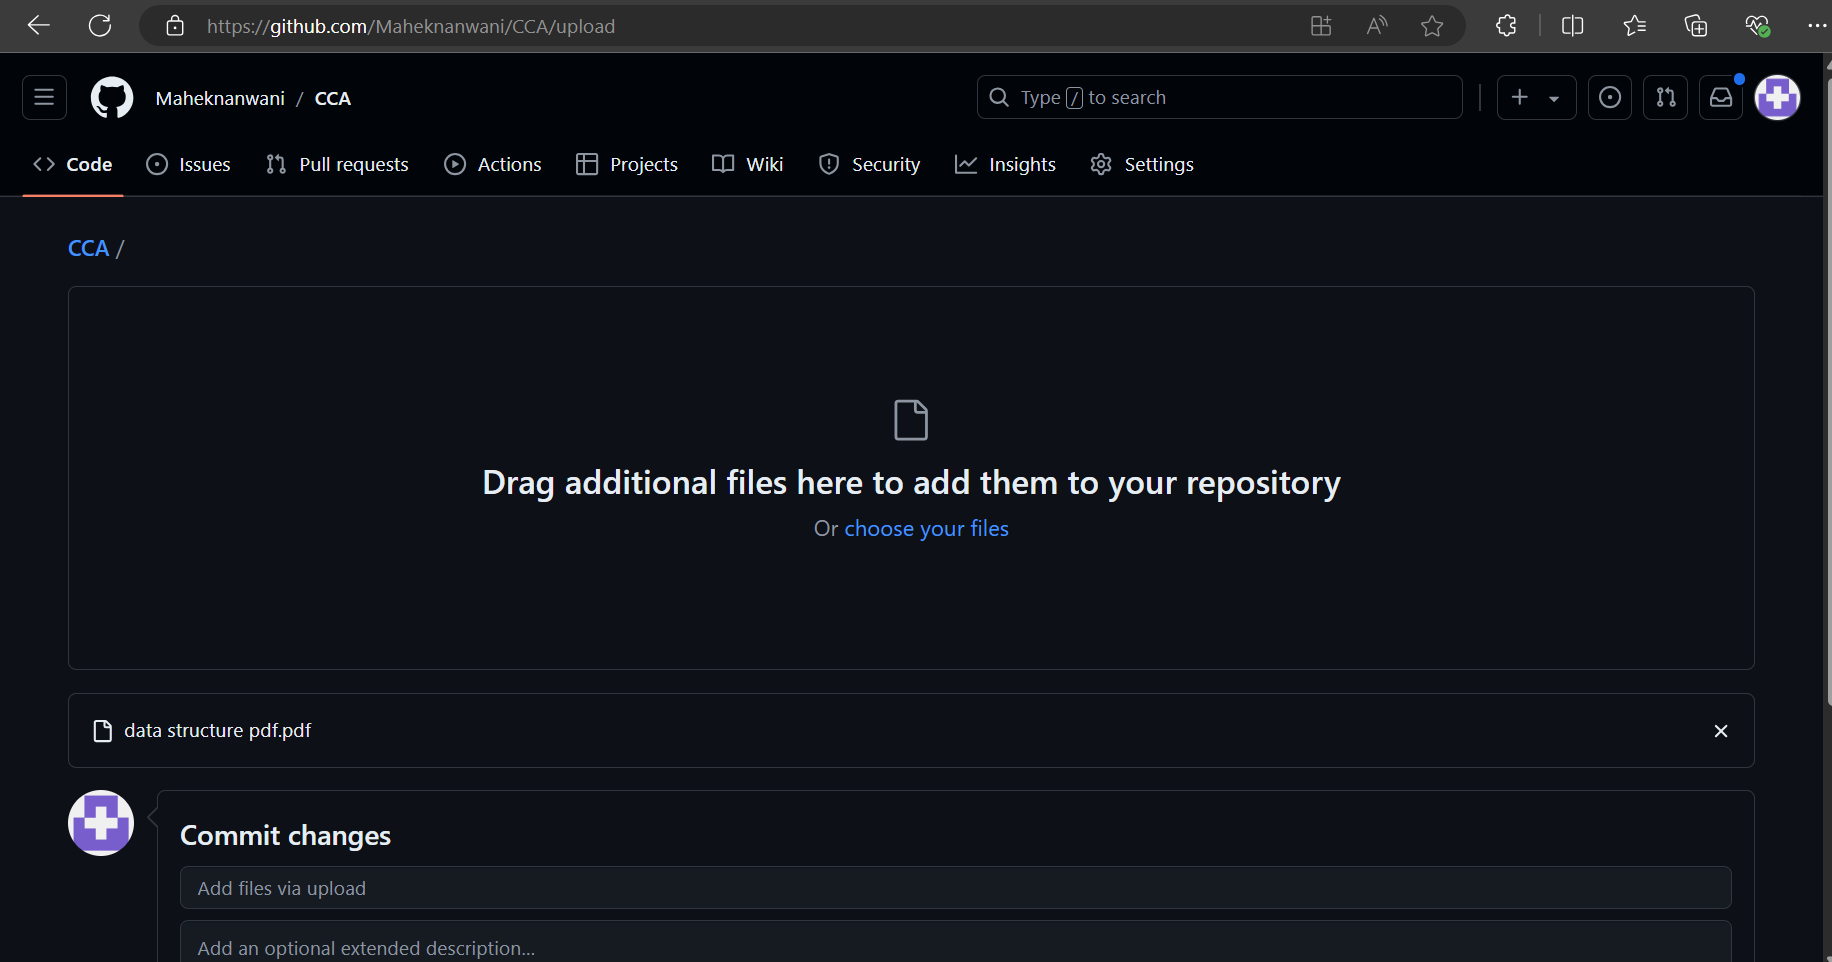 https://github.com/Maheknanwani/CCA/upload
Maheknanwani / CCA
Type / to search
Code Issues Pull requests Actions Projects Wiki Security Insights Settings
CCA /
Drag additional files here to add them to your repository
Or choose your files
data structure pdf.pdf
Commit changes
Add files via upload
Add an optional extended description...